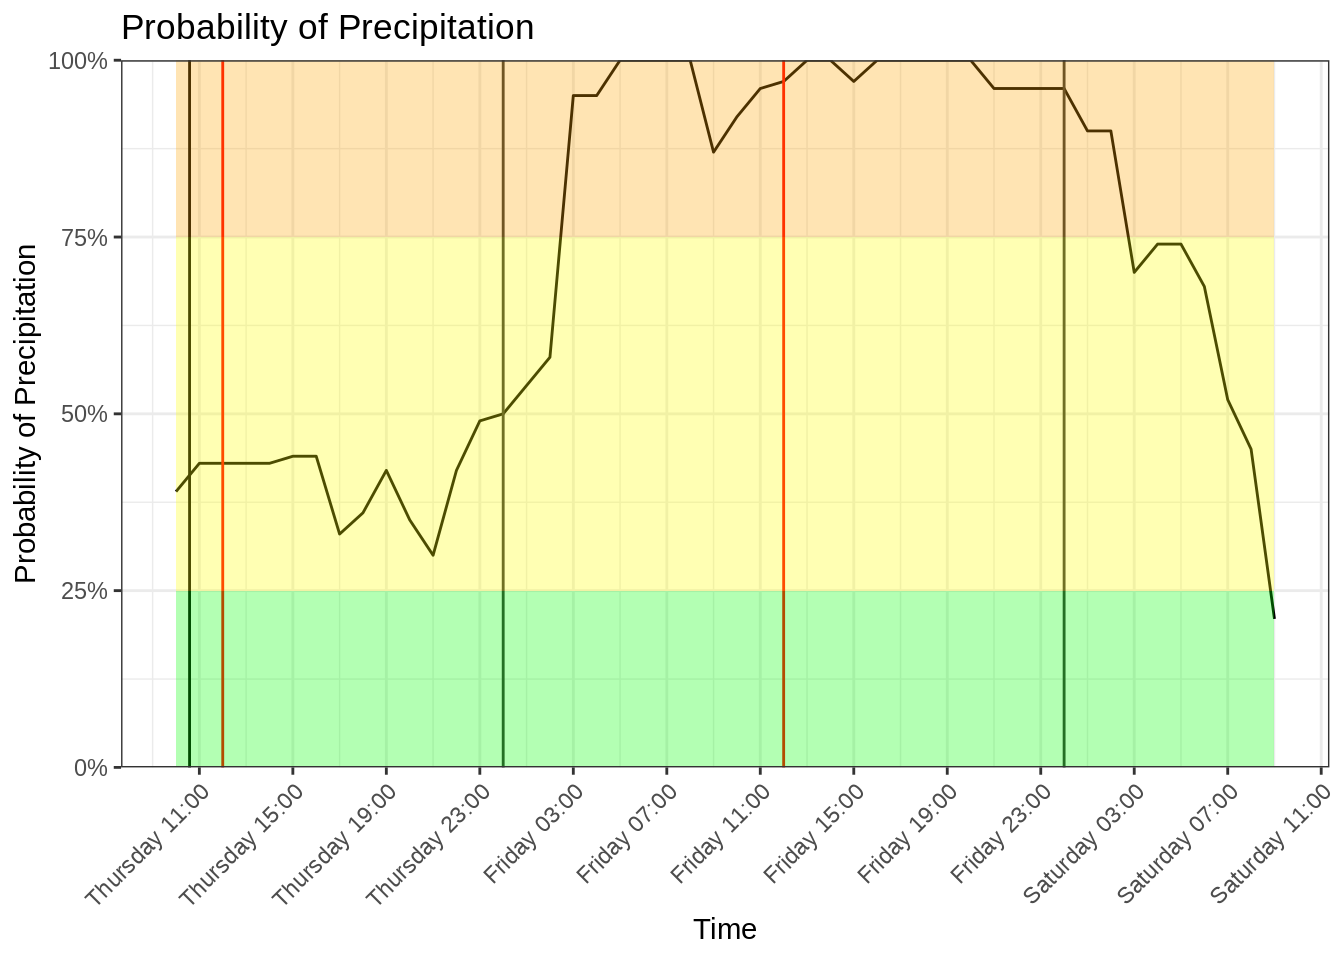 Probability of Precipitation
Probability of Precipitation
100%
75%
50%
25%
0%
Thursday 11:00
Thursday 15:00
Thursday 19:00
Thursday 23:00
Friday 03:00
Friday 07:00
Friday 11:00
Friday 15:00
Friday 19:00
Friday 23:00
Saturday 03:00
Saturday 07:00
Saturday 11:00
Time